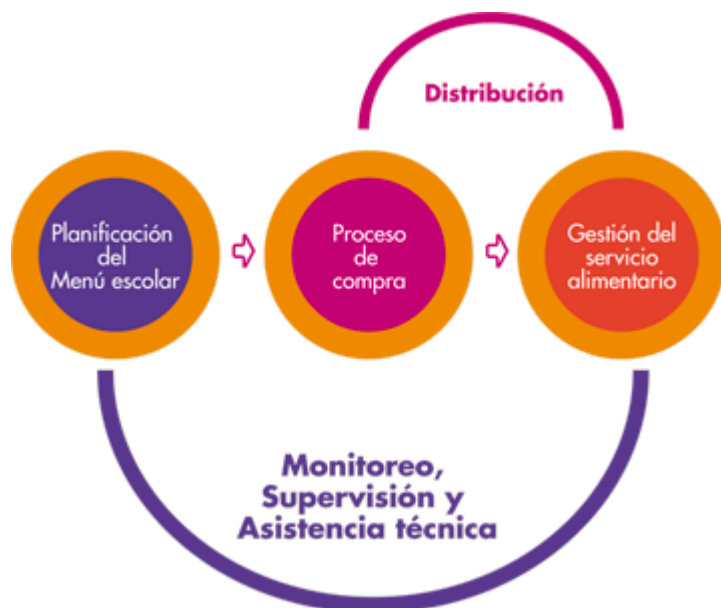 Distribución
Planificación
del
Menú escolar
Proceso
de
compra
Gestión del
servicio
alimentario
Monitoreo,
Supervisión y
Asistencia técnica